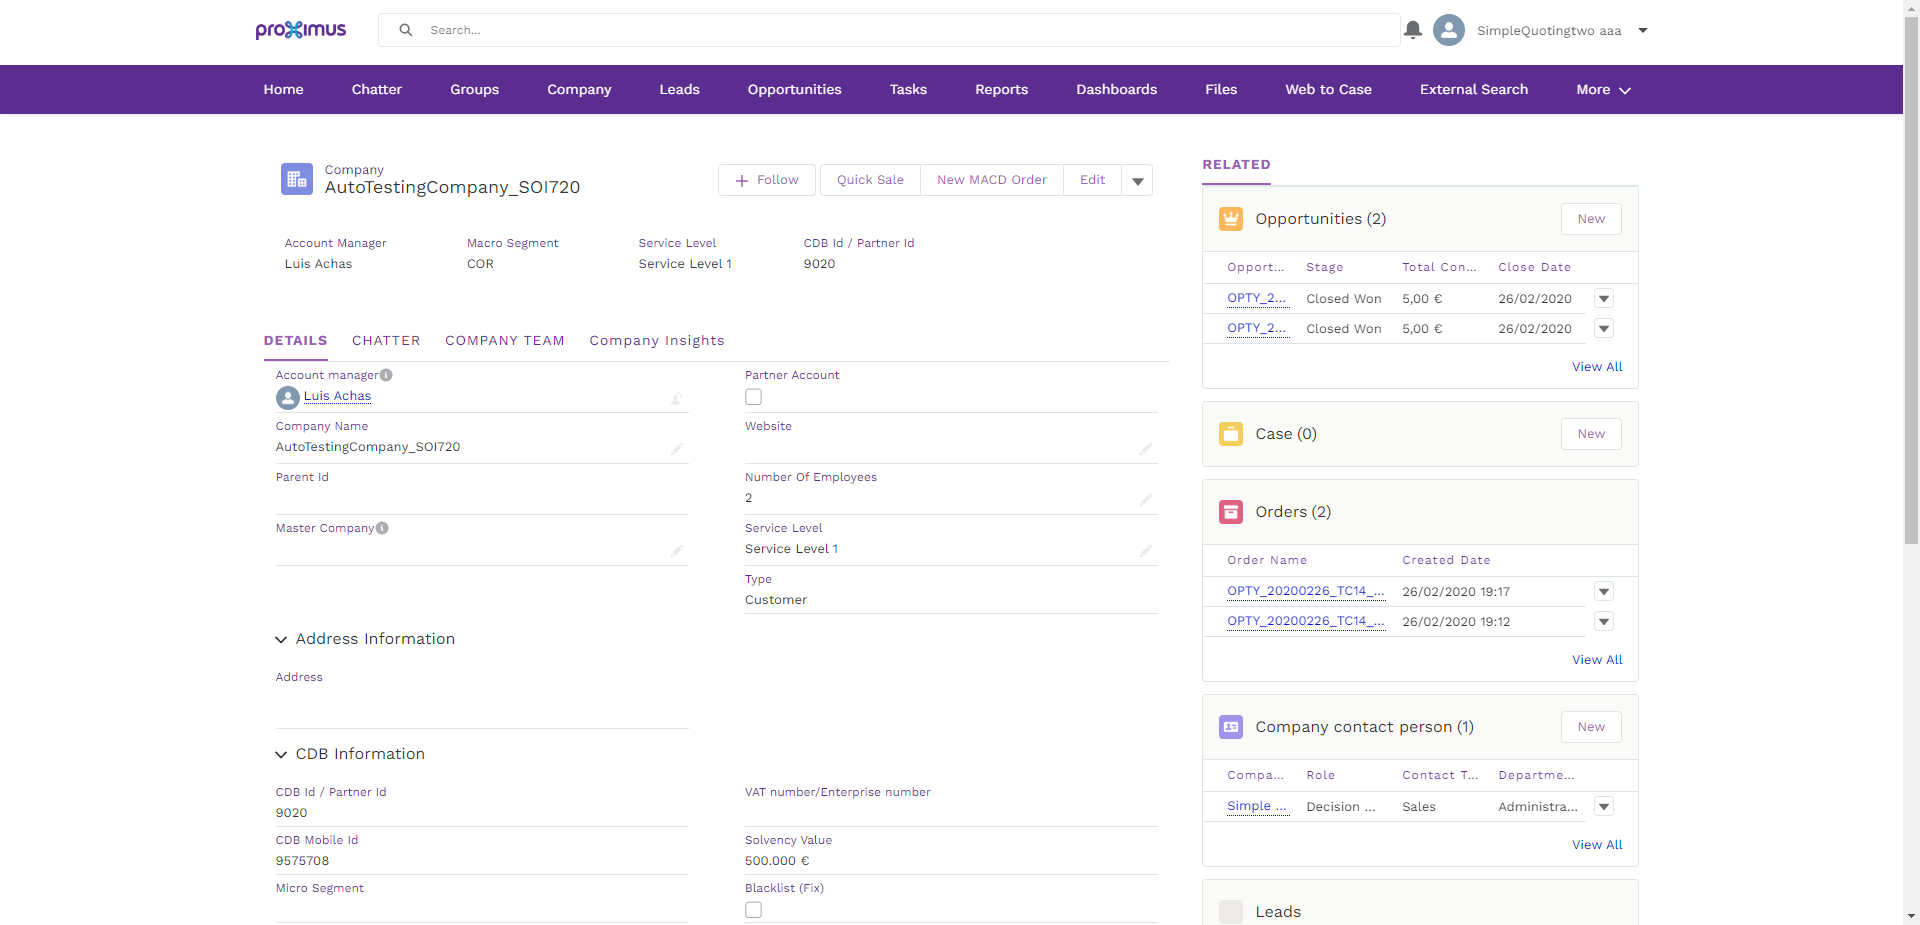 proximus
Search...
SimpleQuotingtwo aaa
Home Chatter Groups Company Leads Opportunities Tasks Reports Dashboards Files Web to Case External Search More
Company
AutoTestingCompany_SOI720
Follow Quick Sale New MACD Order Edit
Account Manager Macro Segment Service Level CDB Id / Partner Id
Luis Achas COR Service Level 1 9020
DETAILS CHATTER COMPANY TEAM Company Insights
Account manager Partner Account
Luis Achas
Company Name Website
AutoTestingCompany_SOI720
Parent Id Number Of Employees
2
Master Company Service Level
Service Level 1
Type
Customer
Address Information
Address
CDB Information
CDB Id / Partner Id VAT number/Enterprise number
9020
CDB Mobile Id Solvency Value
9575708 500.000 €
Micro Segment Blacklist (Fix)
RELATED
Opportunities (2) New
Opport... Stage Total Con... Close Date
OPTY_2... Closed Won 5,00 € 26/02/2020
OPTY_2... Closed Won 5,00 € 26/02/2020
View All
Case (0) New
Orders (2)
Order Name Created Date
OPTY_20200226_TC14_... 26/02/2020 19:17
OPTY_20200226_TC14_... 26/02/2020 19:12
View All
Company contact person (1) New
Compa... Role Contact T... Departme...
Simple ... Decision ... Sales Administra...
View All
Leads